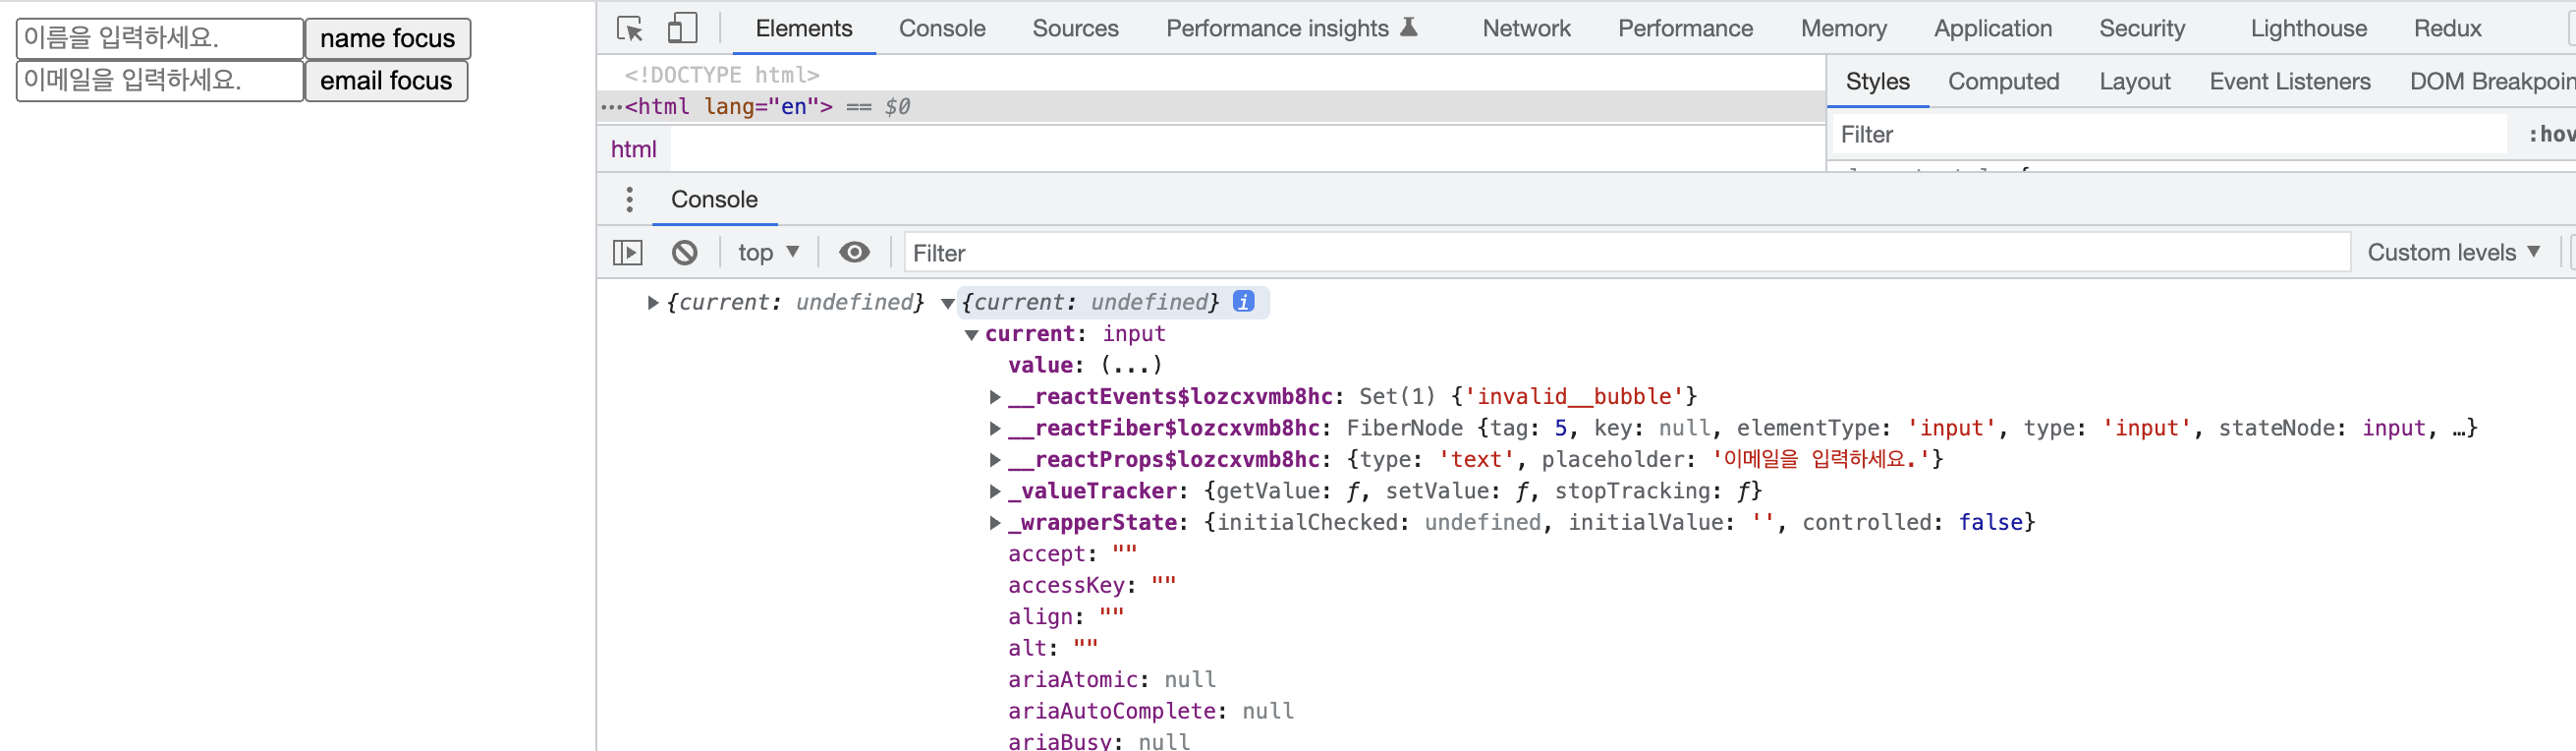 이름을 입력하세요. name focus
이메일을 입력하세요. email focus
Elements Console Sources Performance insights Network Performance Memory Application Security Lighthouse Redux
<!DOCTYPE html>
⋯<html lang="en"> == $0
html
Styles Computed Layout Event Listeners DOM Breakpoin
Filter :hov
Console
top ▼ Filter Custom levels ▼
▶{current: undefined} ▼{current: undefined} i
▼current: input
value: (...)
▶__reactEvents$lozcxvmb8hc: Set(1) {'invalid__bubble'}
▶__reactFiber$lozcxvmb8hc: FiberNode {tag: 5, key: null, elementType: 'input', type: 'input', stateNode: input, …}
▶__reactProps$lozcxvmb8hc: {type: 'text', placeholder: '이메일을 입력하세요.'}
▶_valueTracker: {getValue: ƒ, setValue: ƒ, stopTracking: ƒ}
▶_wrapperState: {initialChecked: undefined, initialValue: '', controlled: false}
accept: ""
accessKey: ""
align: ""
alt: ""
ariaAtomic: null
ariaAutoComplete: null
ariaBusy: null